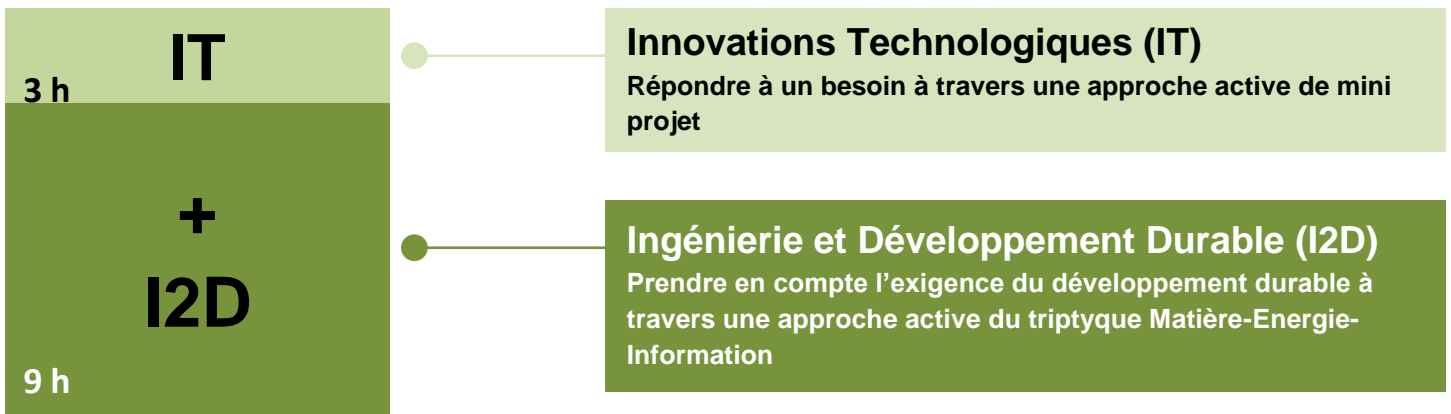 IT
3 h
+
I2D
9 h
Innovations Technologiques (IT)
Répondre à un besoin à travers une approche active de mini
projet
Ingénierie et Développement Durable (I2D)
Prendre en compte l’exigence du développement durable à
travers une approche active du triptyque Matière-Energie-
Information